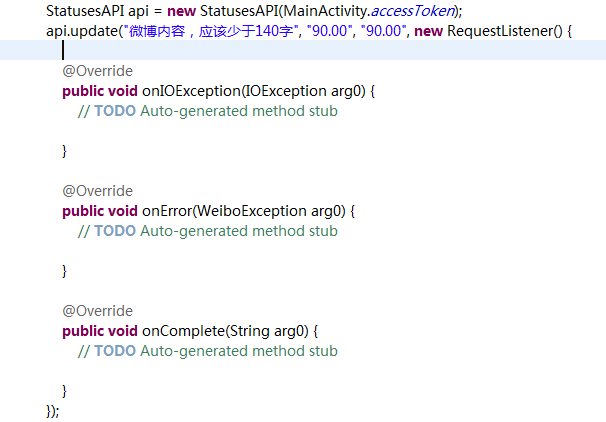 StatusesAPI api = new StatusesAPI(MainActivity.accessToken);
api.update("微博内容，应该少于140字", "90.00", "90.00", new RequestListener() {
@Override
public void onIOException(IOException arg0) {
// TODO Auto-generated method stub
}
@Override
public void onError(WeiboException arg0) {
// TODO Auto-generated method stub
}
@Override
public void onComplete(String arg0) {
// TODO Auto-generated method stub
}
});